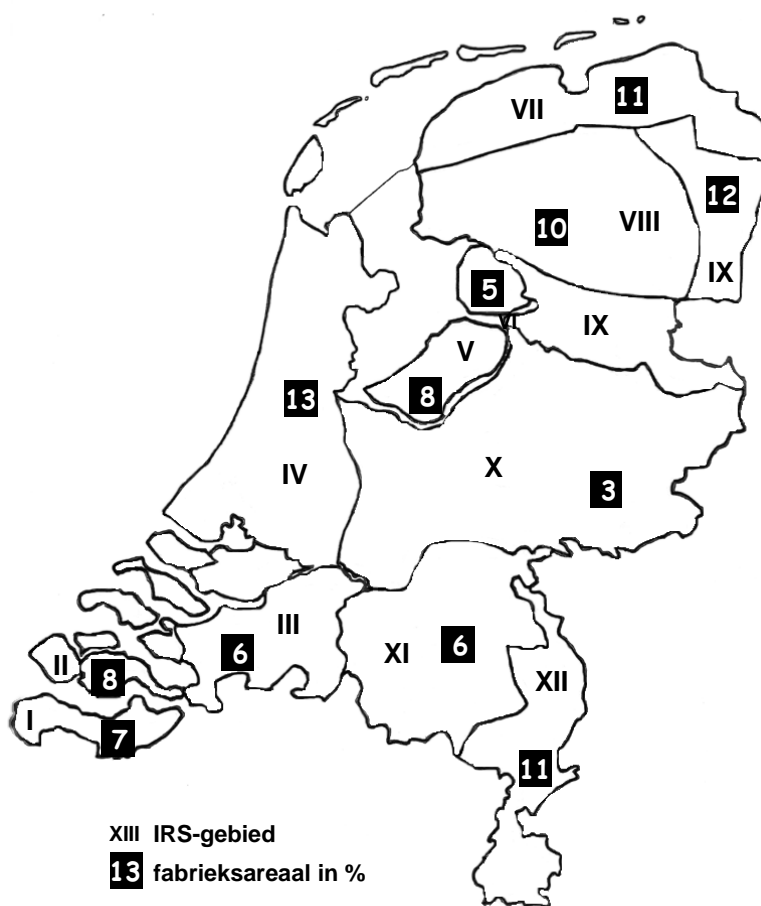 VII 11
12
10 VIII
IX
5
VI IX
V
8
13
X
IV 3
III
6 XI 6
II XII
8
I 7
11
XIII IRS-gebied
13 fabrieksareaal in %